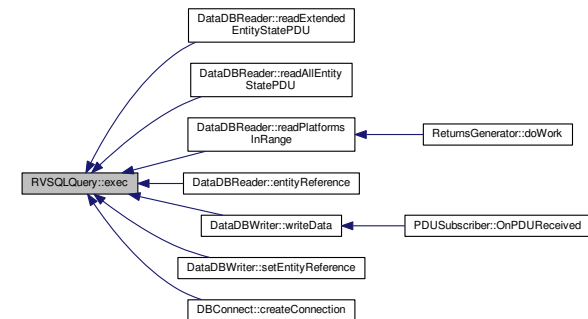 DataDBReader::readExtended
EntityStatePDU
DataDBReader::readAllEntity
StatePDU
DataDBReader::readPlatforms
InRange
ReturnsGenerator::doWork
RVSQLQuery::exec
DataDBReader::entityReference
DataDBWriter::writeData
PDUSubscriber::OnPDUReceived
DataDBWriter::setEntityReference
DBConnect::createConnection